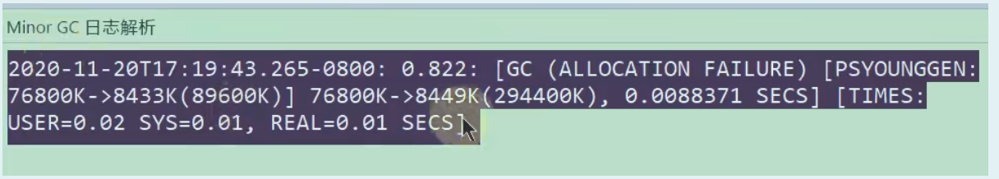 Minor GC 日志解析
2020-11-20T17:19:43.265-0800: 0.822: [GC (ALLOCATION FAILURE) [PSYOUNGGEN:
76800K->8433K(89600K)] 76800K->8449K(294400K), 0.0088371 SECS] [TIMES:
USER=0.02 SYS=0.01, REAL=0.01 SECS]